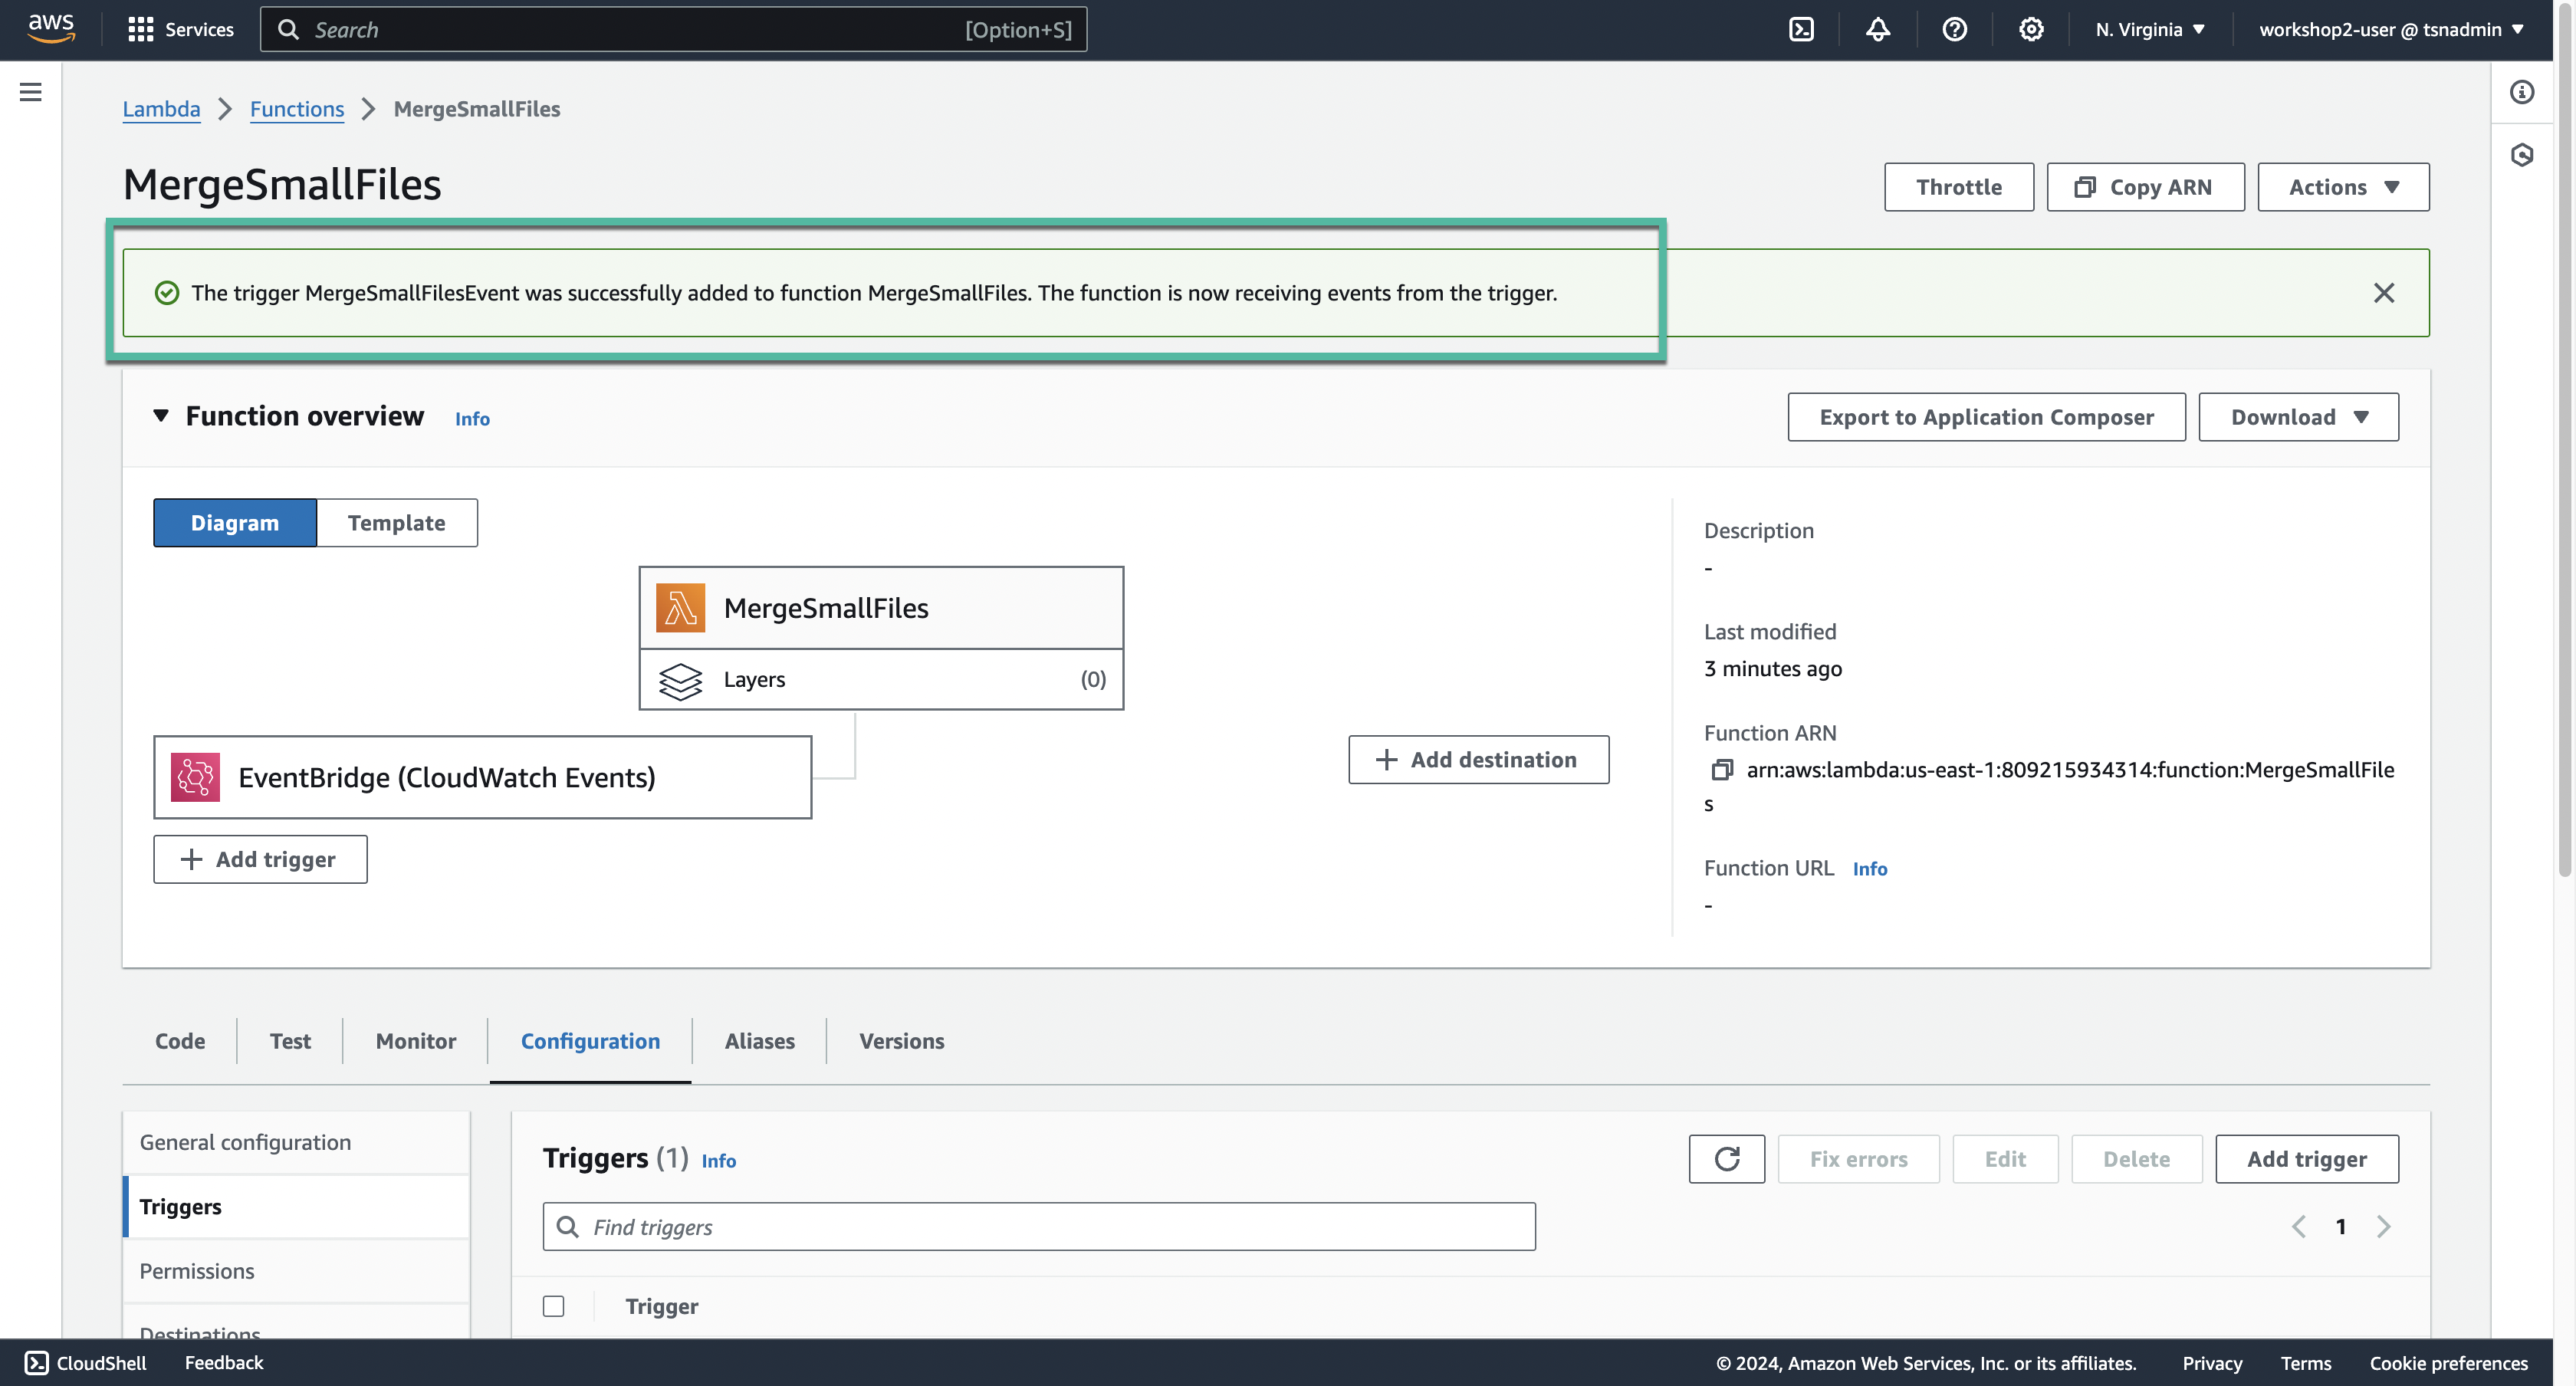 aws
Services
Search
[Option+S]
N. Virginia
workshop2-user @ tsnadmin
Lambda
Functions
MergeSmallFiles
MergeSmallFiles
Throttle
Copy ARN
Actions
The trigger MergeSmallFilesEvent was successfully added to function MergeSmallFiles. The function is now receiving events from the trigger.
Function overview
Info
Export to Application Composer
Download
Diagram
Template
MergeSmallFiles
Layers
(0)
EventBridge (CloudWatch Events)
Add trigger
Add destination
Description
-
Last modified
3 minutes ago
Function ARN
arn:aws:lambda:us-east-1:809215934314:function:MergeSmallFile
s
Function URL
Info
-
Code
Test
Monitor
Configuration
Aliases
Versions
General configuration
Triggers
Permissions
Destinations
Triggers (1)
Info
Fix errors
Edit
Delete
Add trigger
Find triggers
1
Trigger
CloudShell
Feedback
© 2024, Amazon Web Services, Inc. or its affiliates.
Privacy
Terms
Cookie preferences